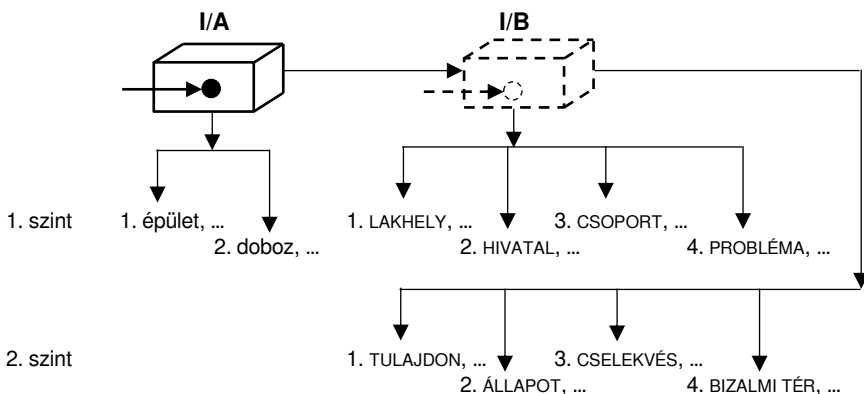 I/A I/B
1. szint 1. épület, ... 1. LAKHELY, ... 3. CSOPORT, ...
2. doboz, ... 2. HIVATAL, ... 4. PROBLÉMA, ...
2. szint 1. TULAJDON, ... 3. CSELEKVÉS, ...
2. ÁLLAPOT, ... 4. BIZALMI TÉR, ...